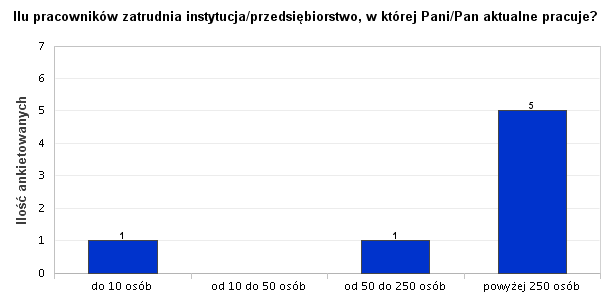 Ilu pracowników zatrudnia instytucja/przedsiębiorstwo, w której Pani/Pan aktualne pracuje?
Ilość ankietowanych
7
6
5
4
3
2
1
0
1
1
5
do 10 osób
od 10 do 50 osób
od 50 do 250 osób
powyżej 250 osób